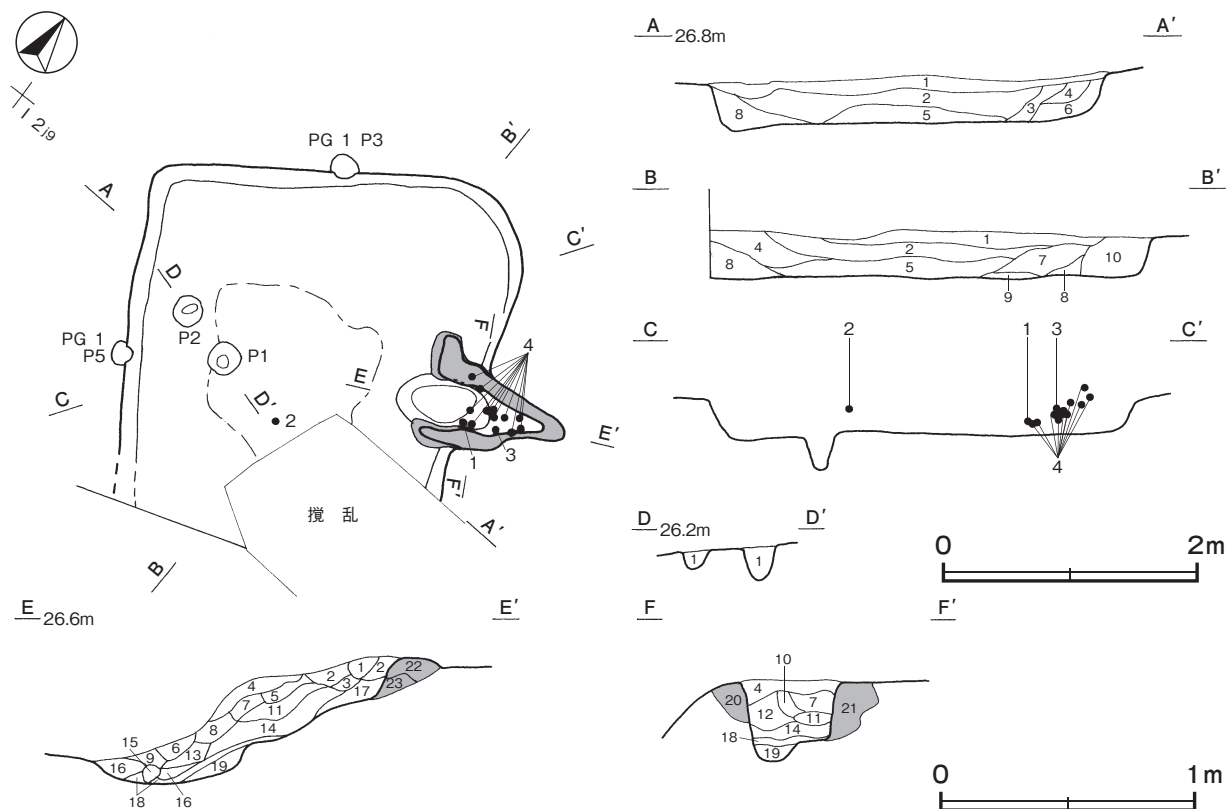 I 2i9
PG 1 P3
A
B′
C′
D
P2
PG 1
P5
P1
C
D′
2
E
F
4
1
3
E′
F′
A′
B
撹 乱
A 26.8m A′
1
2
3
4
5
6
8
B B′
1
2
4
5
7
8
10
9
8
C C′
2
1
3
4
D 26.2m D′
1
1
0 2m
E 26.6m E′
1
2
2
3
4
5
22
23
17
7
11
8
14
6
13
15
9
16
19
18
16
F F′
10
4
7
20
12
11
21
14
18
19
0 1m